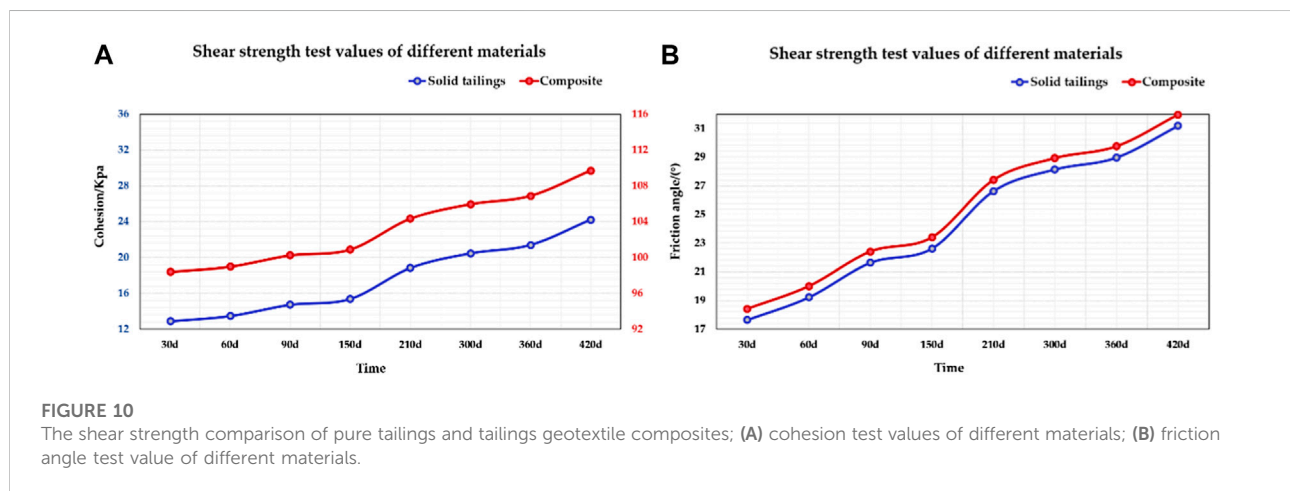 A
Shear strength test values of different materials
Solid tailings Composite
Cohesion/Kpa
36
32
28
24
20
16
12
116
112
108
104
100
96
92
30d 60d 90d 150d 210d 300d 360d 420d
Time
B
Shear strength test values of different materials
Solid tailings Composite
Friction angle/(°)
31
29
27
25
23
21
19
17
30d 60d 90d 150d 210d 300d 360d 420d
Time
FIGURE 10
The shear strength comparison of pure tailings and tailings geotextile composites; (A) cohesion test values of different materials; (B) friction
angle test value of different materials.